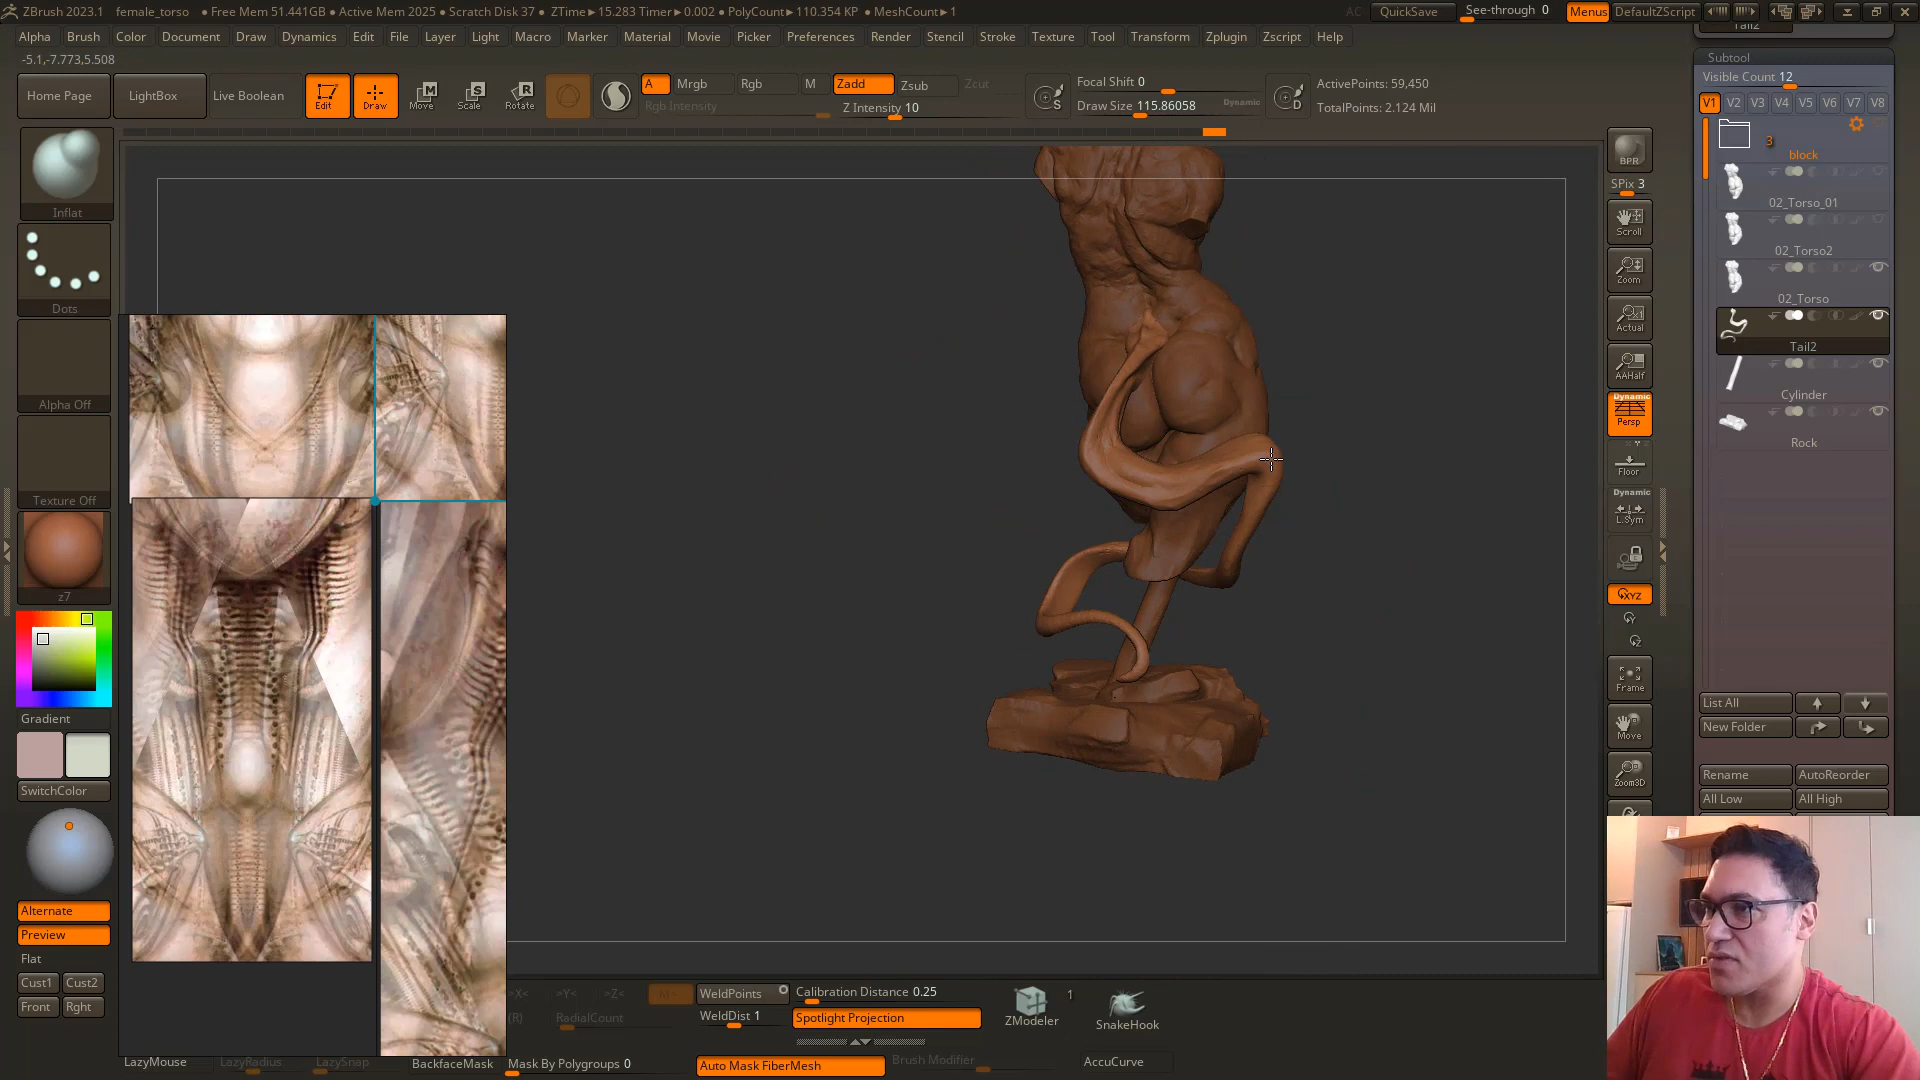 ZBrush 2023.1 female_torso • Free Mem 51.441GB • Active Mem 2025 • Scratch Disk 37 • ZTime►15.283 Timer►0.002 • PolyCount►110.354 KP • MeshCount►1 AC QuickSave See-through 0 Menus DefaultZScript
Alpha Brush Color Document Draw Dynamics Edit File Layer Light Macro Marker Material Movie Picker Preferences Render Stencil Stroke Texture Tool Transform Zplugin Zscript Help
-5.1,-7.773,5.508
Home Page LightBox Live Boolean Edit Draw Move Scale Rotate A Mrgb Rgb M Zadd Zsub Zcut
Rgb Intensity Z Intensity 10
S Focal Shift 0
Draw Size 115.86058 Dynamic
D ActivePoints: 59,450
TotalPoints: 2.124 Mil
Inflat
Dots
Alpha Off
Texture Off
z7
Gradient
SwitchColor
Alternate
Preview
Flat
Cust1 Cust2
Front Rght
BPR
SPix 3
Scroll
Zoom
Actual
AAHalf
Dynamic
Persp
Floor
Dynamic
L.Sym
XYZ
Frame
Move
Zoom3D
Tail2
Subtool
Visible Count 12
V1 V2 V3 V4 V5 V6 V7 V8
3
block
02_Torso_01
02_Torso2
02_Torso
Tail2
Cylinder
Rock
List All
New Folder
Rename AutoReorder
All Low All High
>X< >Y< >Z< >M< WeldPoints Calibration Distance 0.25
(R) RadialCount WeldDist 1 Spotlight Projection
ZModeler 1 SnakeHook
LazyMouse LazyRadius LazySnap BackfaceMask Mask By Polygroups 0 Auto Mask FiberMesh Brush Modifier AccuCurve